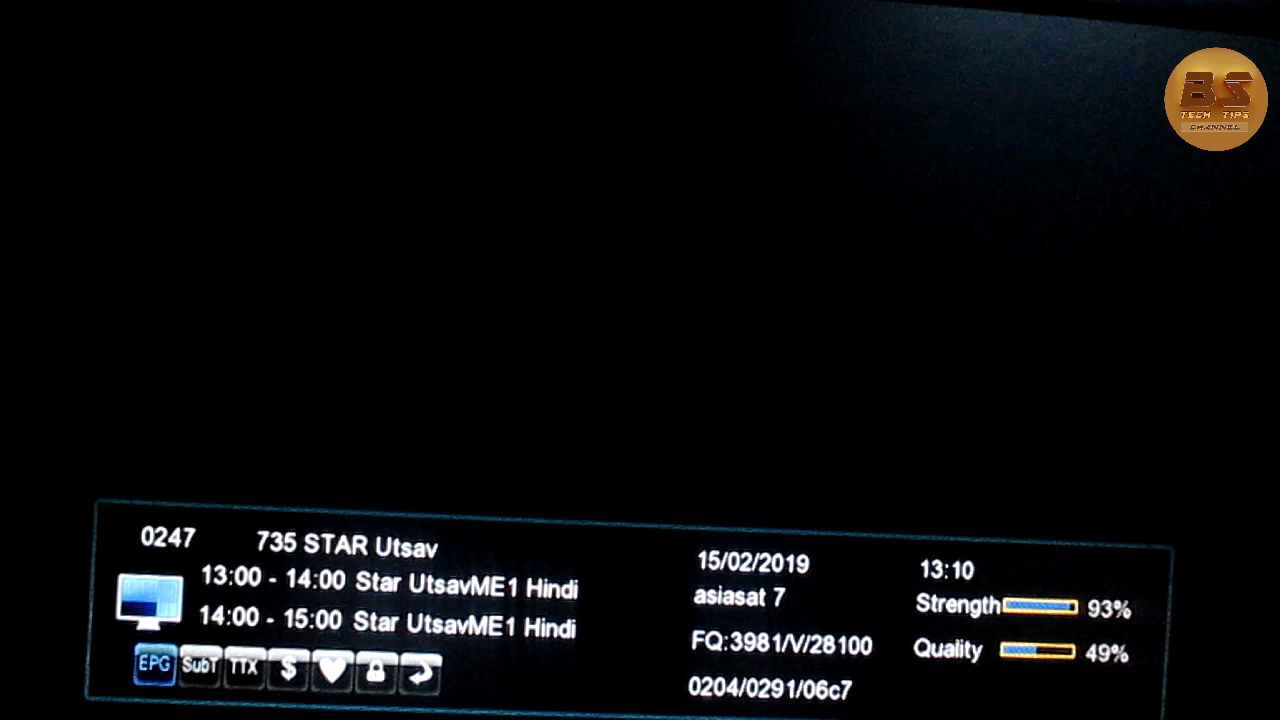 BS
TECH TIPS
CHANNEL
0247 735 STAR Utsav
13:00 - 14:00 Star UtsavME1 Hindi
14:00 - 15:00 Star UtsavME1 Hindi
EPG SubT TTX $
15/02/2019 13:10
asiasat 7 Strength 93%
FQ:3981/V/28100 Quality 49%
0204/0291/06c7